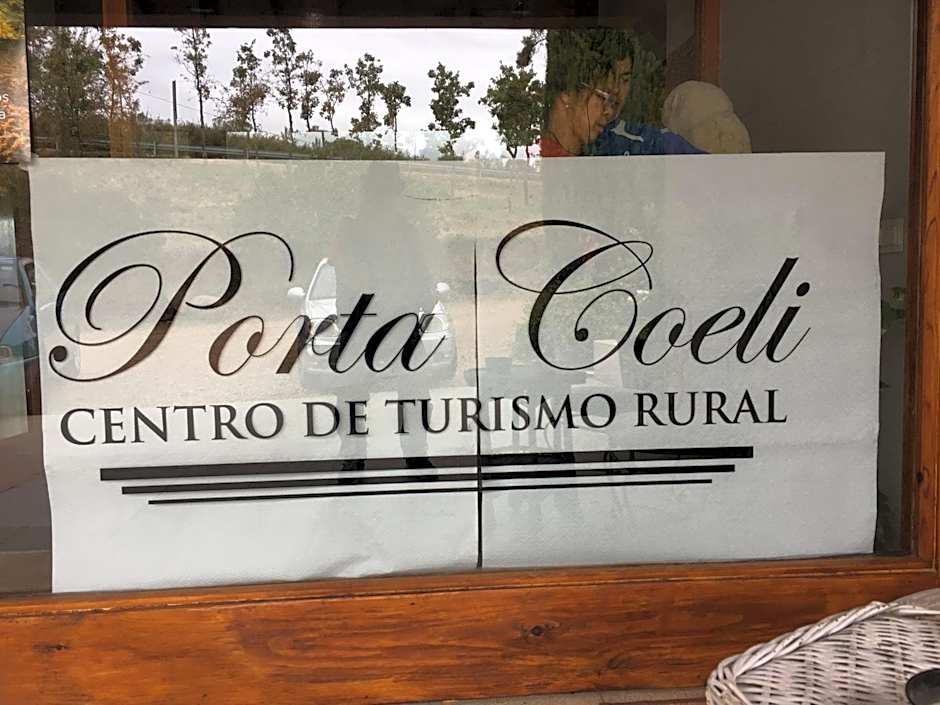 Porta Coeli
CENTRO DE TURISMO RURAL